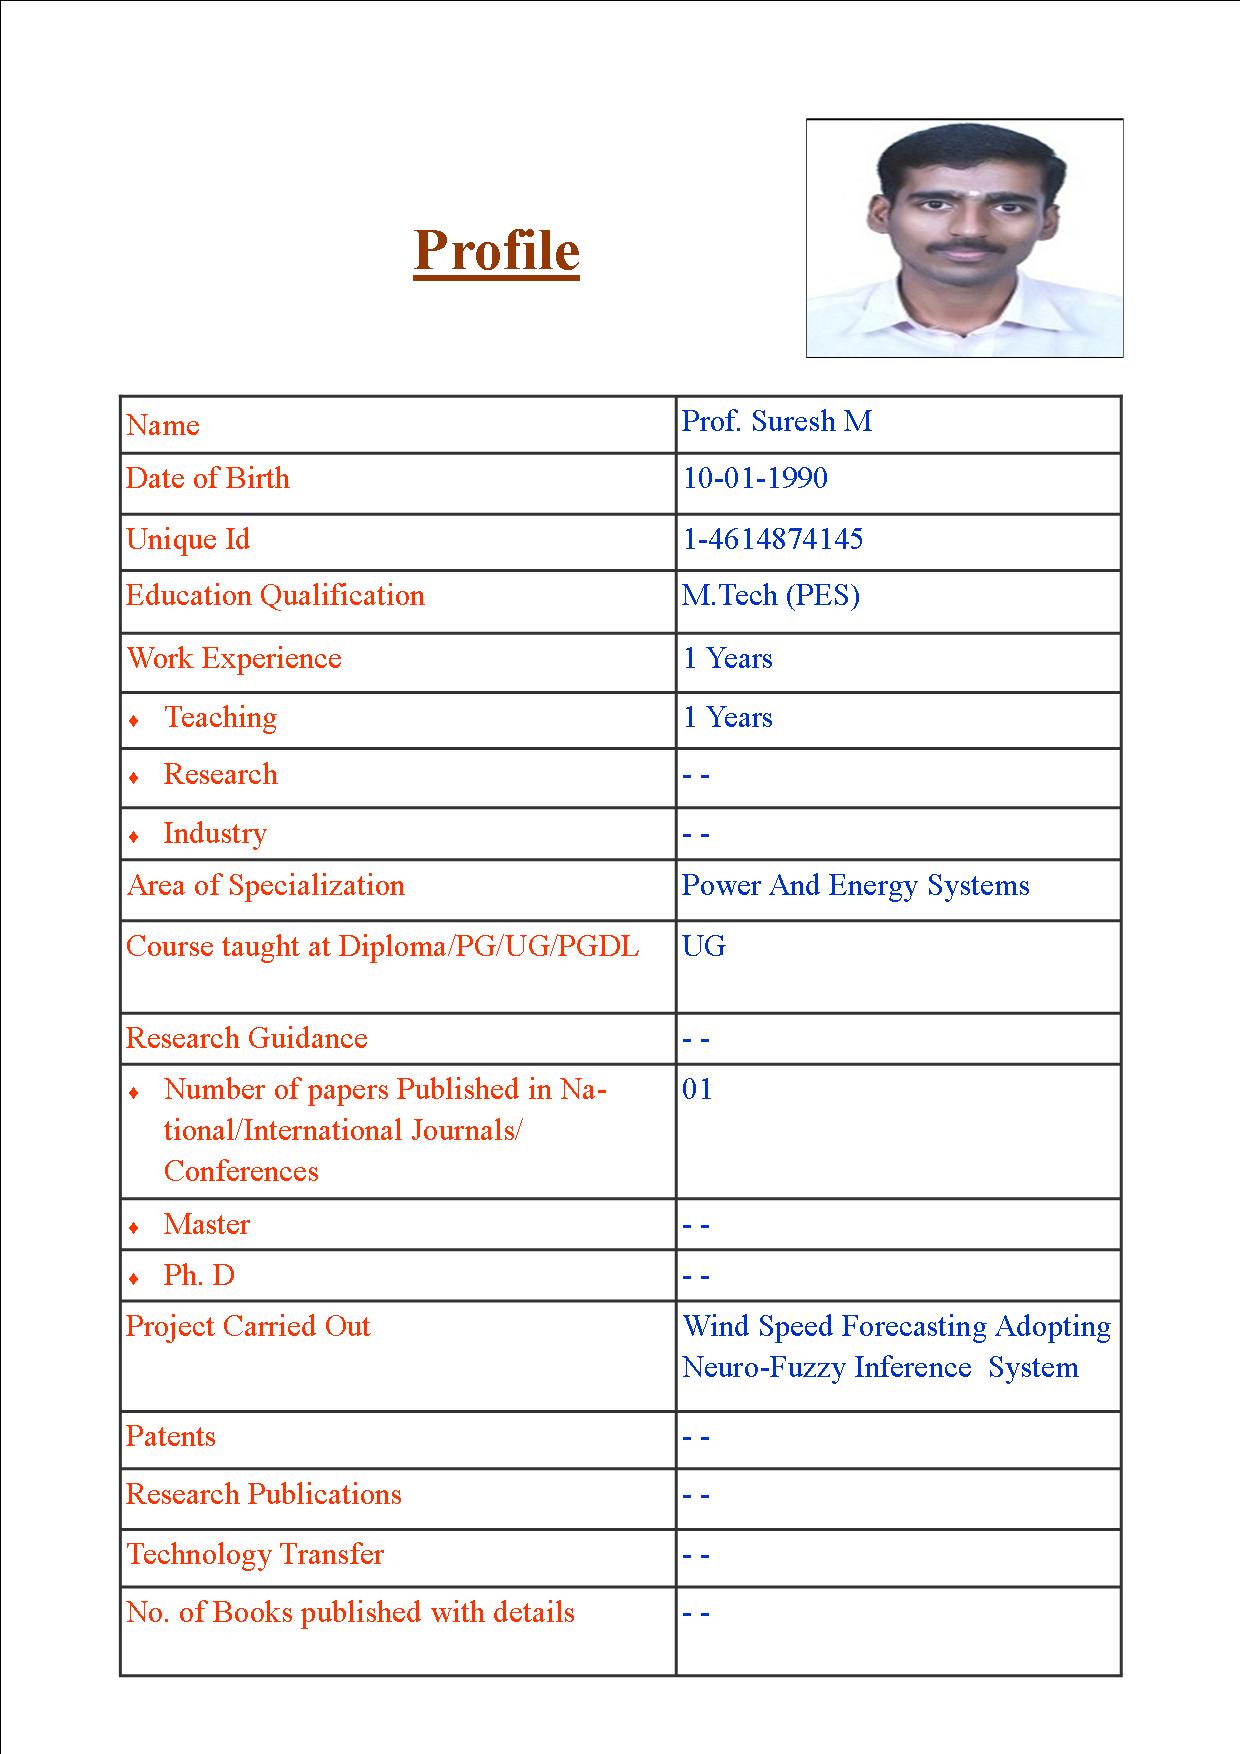 Profile
Name Prof. Suresh M
Date of Birth 10-01-1990
Unique Id 1-4614874145
Education Qualification M.Tech (PES)
Work Experience 1 Years
♦ Teaching 1 Years
♦ Research - -
♦ Industry - -
Area of Specialization Power And Energy Systems
Course taught at Diploma/PG/UG/PGDL UG
Research Guidance - -
♦ Number of papers Published in Na- 01
tional/International Journals/
Conferences
♦ Master - -
♦ Ph. D - -
Project Carried Out Wind Speed Forecasting Adopting
Neuro-Fuzzy Inference  System
Patents - -
Research Publications - -
Technology Transfer - -
No. of Books published with details - -